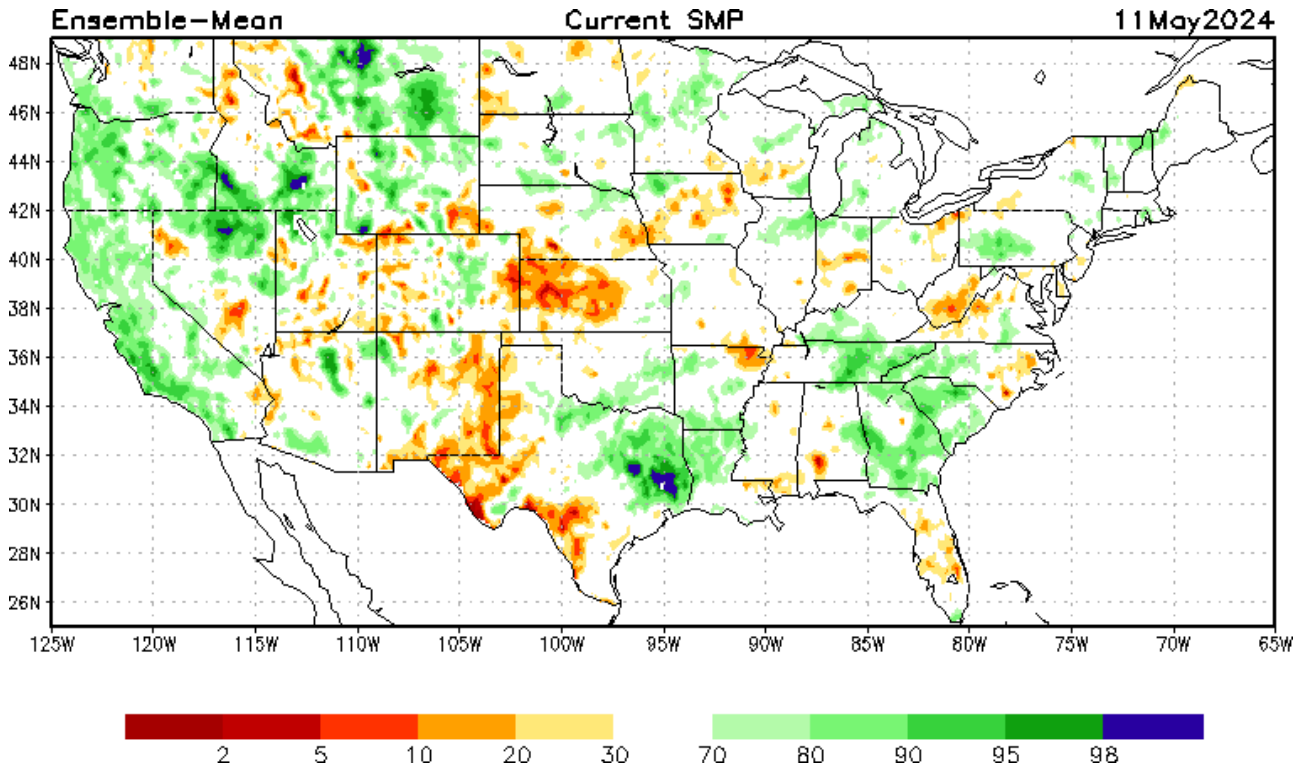 Ensemble-Mean Current SMP 11May2024
48N
46N
44N
42N
40N
38N
36N
34N
32N
30N
28N
26N
125W 120W 115W 110W 105W 100W 95W 90W 85W 80W 75W 70W 65W
2 5 10 20 30 70 80 90 95 98